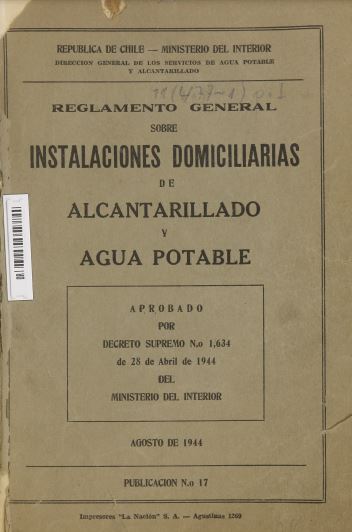 REPUBLICA DE CHILE — MINISTERIO DEL INTERIOR
DIRECCION GENERAL DE LOS SERVICIOS DE AGUA POTABLE
Y ALCANTARILLADO
REGLAMENTO GENERAL
SOBRE
INSTALACIONES DOMICILIARIAS
DE
ALCANTARILLADO
Y
AGUA POTABLE
APROBADO
POR
DECRETO SUPREMO N.o 1,634
de 28 de Abril de 1944
DEL
MINISTERIO DEL INTERIOR
AGOSTO DE 1944
PUBLICACION N.o 17
Impresores "La Nación" S. A. — Agustinas 1269